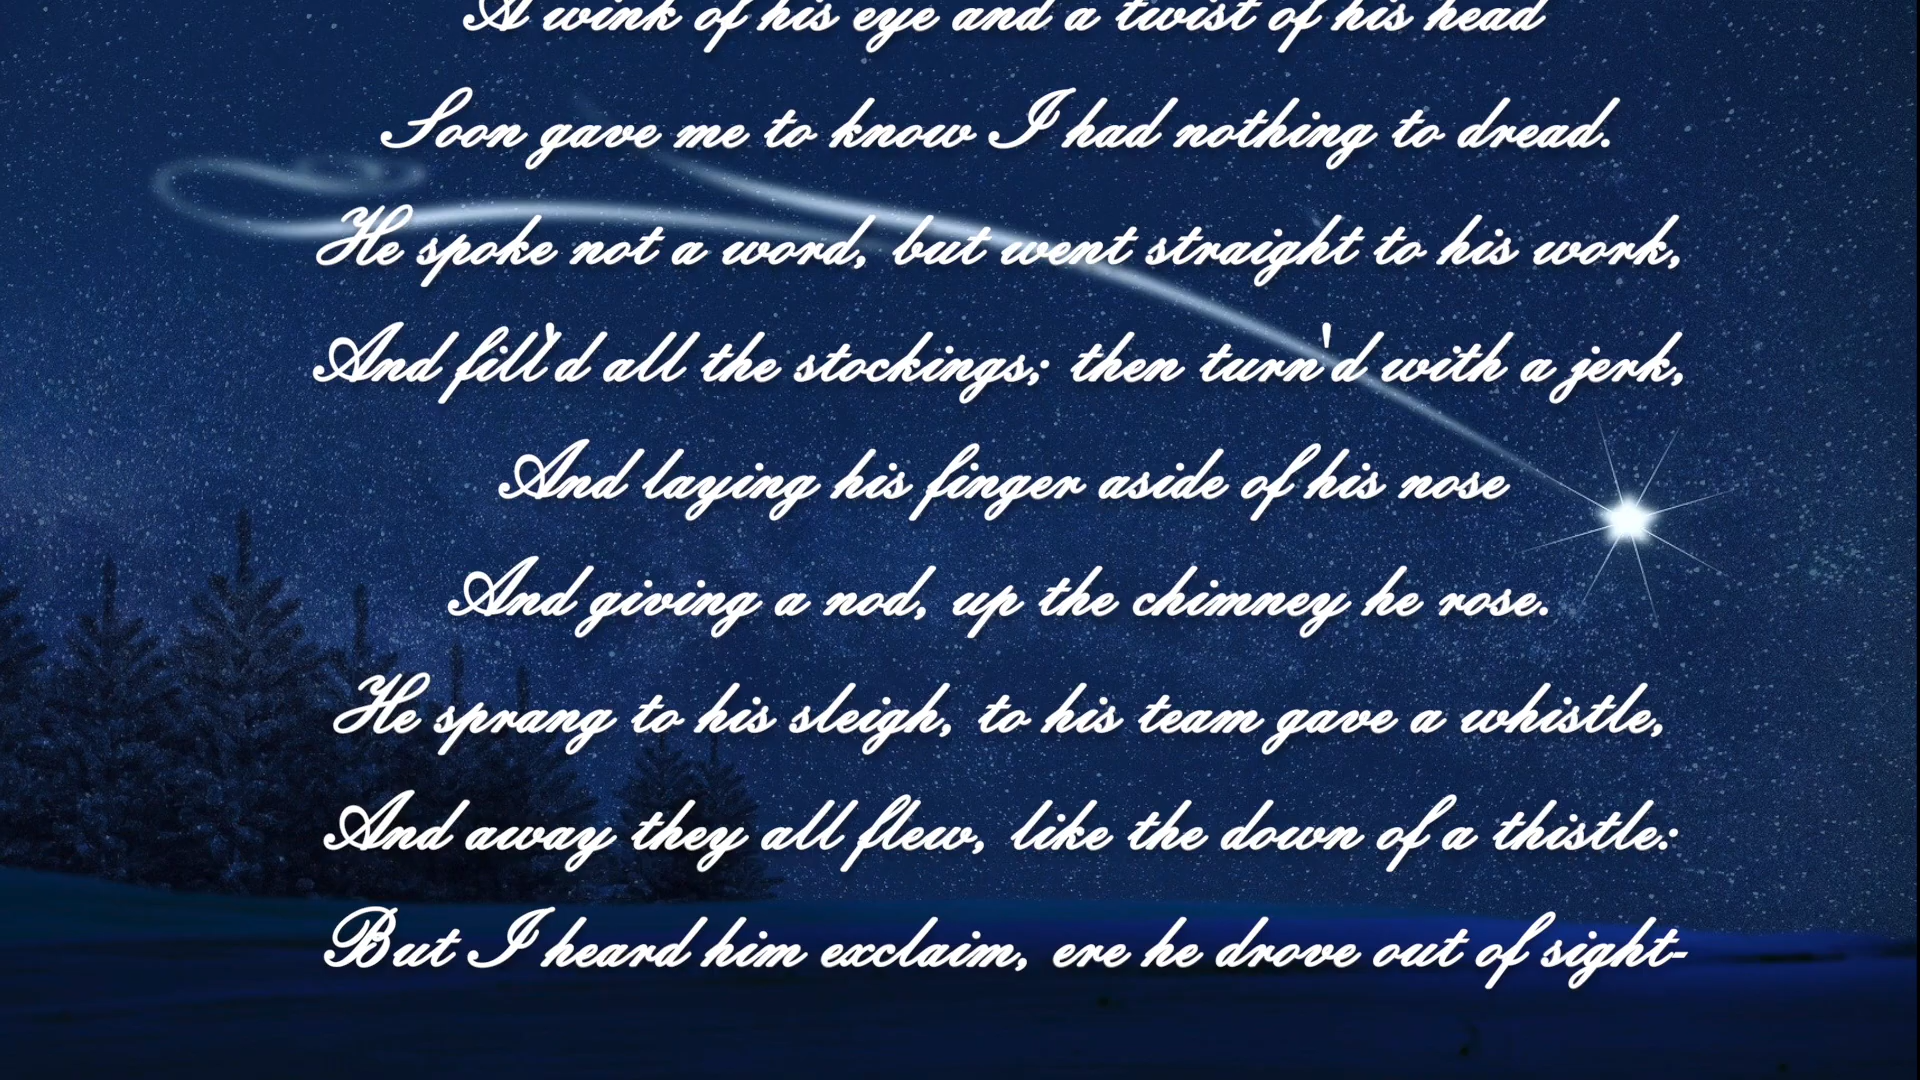 A wink of his eye and a twist of his head
Soon gave me to know I had nothing to dread.
He spoke not a word, but went straight to his work,
And fill'd all the stockings; then turn'd with a jerk,
And laying his finger aside of his nose
And giving a nod, up the chimney he rose.
He sprang to his sleigh, to his team gave a whistle,
And away they all flew, like the down of a thistle:
But I heard him exclaim, ere he drove out of sight-